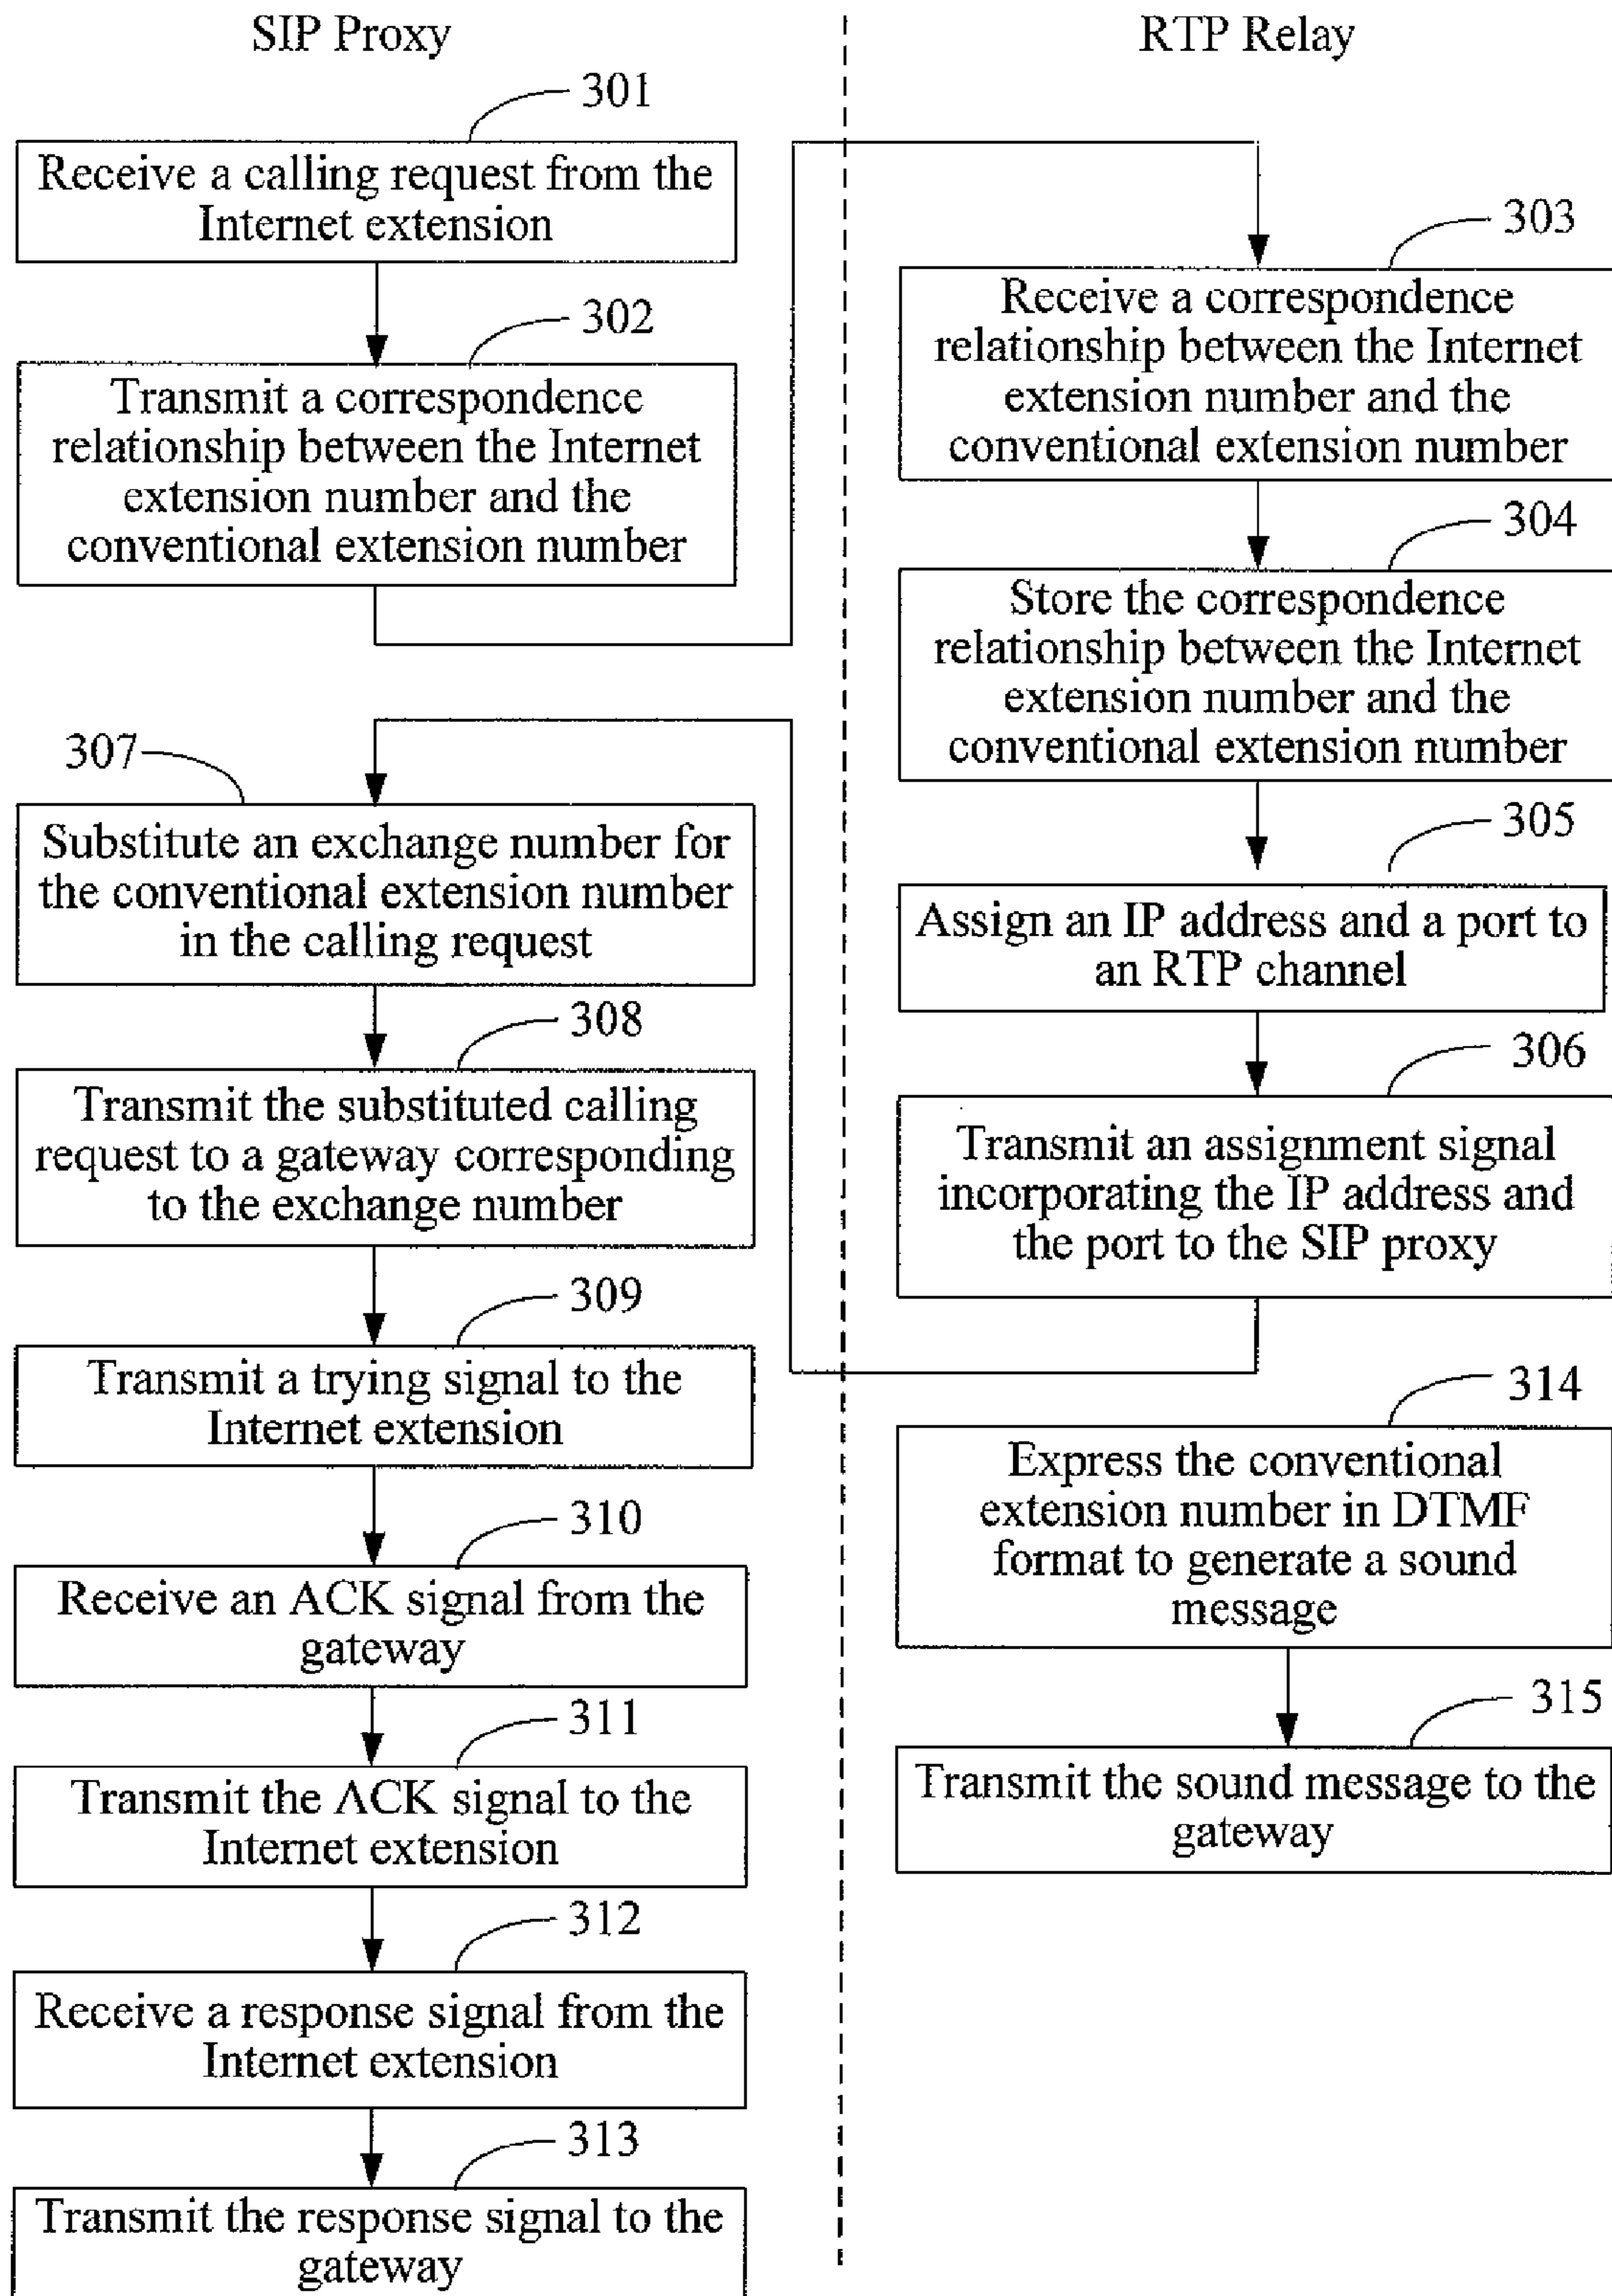 SIP Proxy
RTP Relay
301
Receive a calling request from the
Internet extension
302
Transmit a correspondence
relationship between the Internet
extension number and the
conventional extension number
303
Receive a correspondence
relationship between the Internet
extension number and the
conventional extension number
304
Store the correspondence
relationship between the Internet
extension number and the
conventional extension number
305
Assign an IP address and a port to
an RTP channel
306
Transmit an assignment signal
incorporating the IP address and
the port to the SIP proxy
307
Substitute an exchange number for
the conventional extension number
in the calling request
308
Transmit the substituted calling
request to a gateway corresponding
to the exchange number
309
Transmit a trying signal to the
Internet extension
310
Receive an ACK signal from the
gateway
311
Transmit the ACK signal to the
Internet extension
312
Receive a response signal from the
Internet extension
313
Transmit the response signal to the
gateway
314
Express the conventional
extension number in DTMF
format to generate a sound
message
315
Transmit the sound message to the
gateway